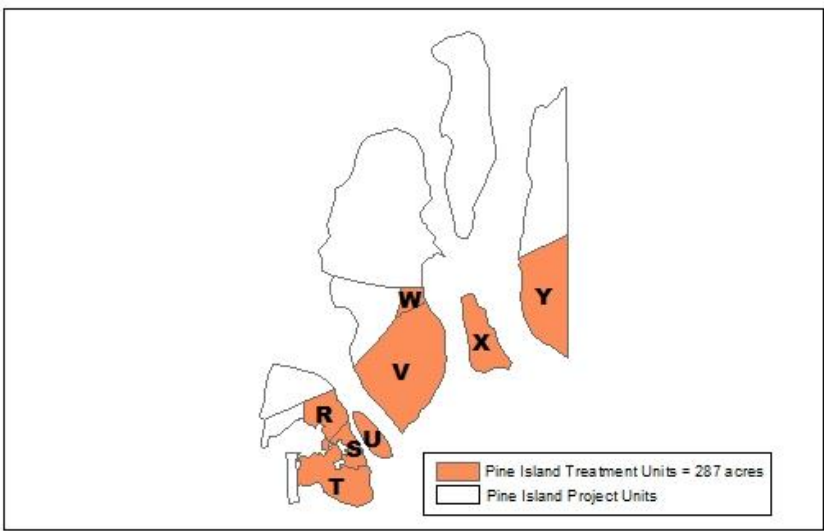 W
Y
X
V
R
U
S
T
Pine Island Treatment Units = 287 acres
Pine Island Project Units